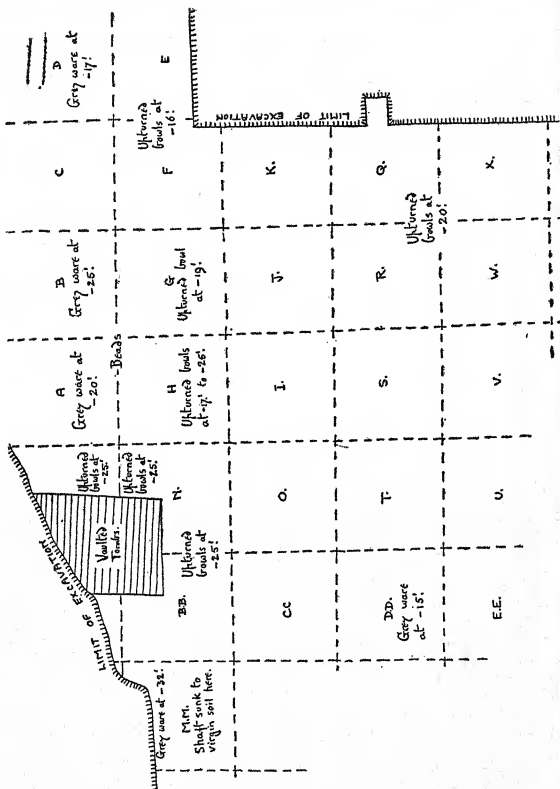 LIMIT OF EXCAVATION
A
Grey ware at
-20!
B
Grey ware at
-25!
C
D
Grey ware at
-17!
Upturned
bowls at
-25!
Vaulted
Tombs.
Beads
Upturned
bowls at
-25!
Grey ware at -32!
M.M.
Shaft sunk to
virgin soil here.
B.B.
Upturned
bowls at
-25!
N.
H
Upturned bowls
at -17! to -25!
G
Upturned bowl
at -19!
Upturned
bowls at
-16!
F
E
LIMIT OF EXCAVATION
CC
O.
I.
J.
K.
D.D.
Grey ware
at -15!
T.
S.
R.
Q.
Upturned
bowls at
-20!
E.E.
U.
V.
W.
X.